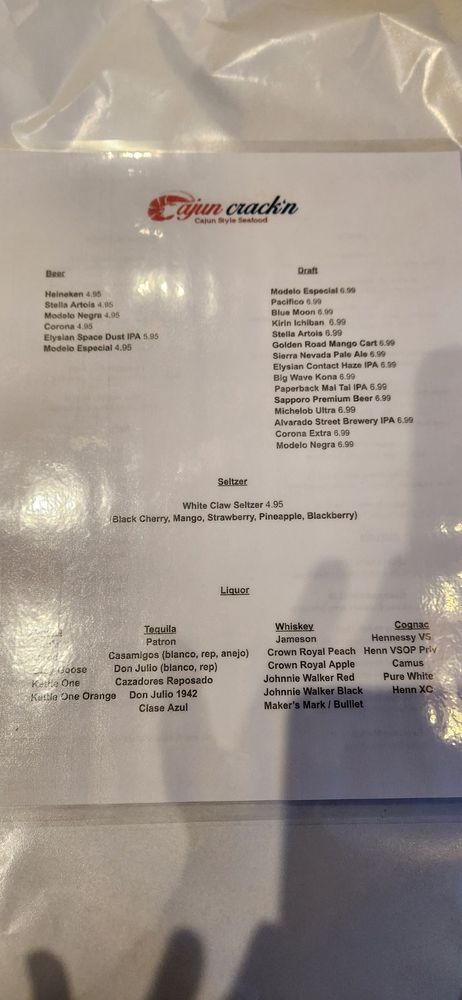 Cajun crack'n
Cajun Style Seafood
Beer
Heineken 4.95
Stella Artois 4.95
Modelo Negra 4.95
Corona 4.95
Elysian Space Dust IPA 5.95
Modelo Especial 4.95
Draft
Modelo Especial 6.99
Pacifico 6.99
Blue Moon 6.99
Kirin Ichiban 6.99
Stella Artois 6.99
Golden Road Mango Cart 6.99
Sierra Nevada Pale Ale 6.99
Elysian Contact Haze IPA 6.99
Big Wave Kona 6.99
Paperback Mai Tai IPA 6.99
Sapporo Premium Beer 6.99
Michelob Ultra 6.99
Alvarado Street Brewery IPA 6.99
Corona Extra 6.99
Modelo Negra 6.99
Seltzer
White Claw Seltzer 4.95
(Black Cherry, Mango, Strawberry, Pineapple, Blackberry)
Liquor
Goose
Kettle One
Kettle One Orange
Tequila
Patron
Casamigos (blanco, rep, anejo)
Don Julio (blanco, rep)
Cazadores Reposado
Don Julio 1942
Clase Azul
Whiskey
Jameson
Crown Royal Peach
Crown Royal Apple
Johnnie Walker Red
Johnnie Walker Black
Maker's Mark / Bulliet
Cognac
Hennessy VS
Henn VSOP Priv
Camus
Pure White
Henn XC